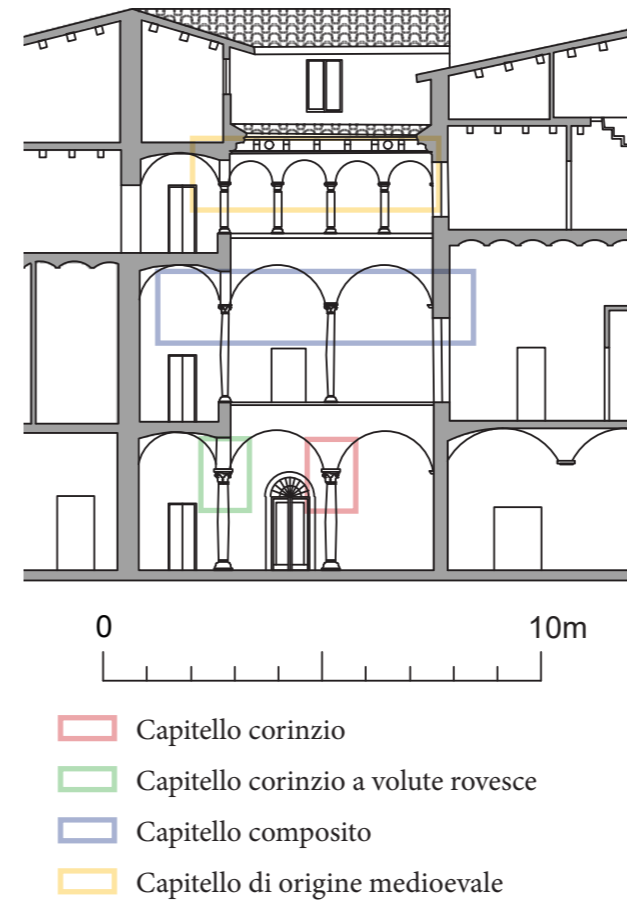 0 10m
Capitello corinzio
Capitello corinzio a volute rovesce
Capitello composito
Capitello di origine medioevale